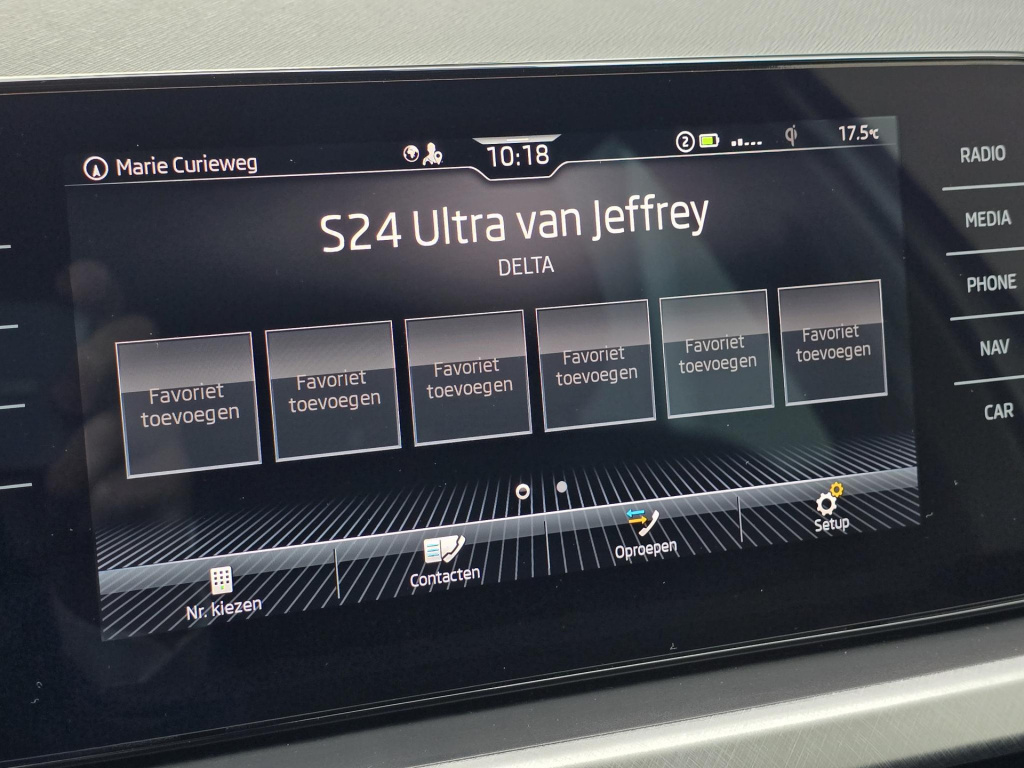 Marie Curieweg
10:18
2
17.5°C
S24 Ultra van Jeffrey
DELTA
Favoriet
toevoegen
Favoriet
toevoegen
Favoriet
toevoegen
Favoriet
toevoegen
Favoriet
toevoegen
Favoriet
toevoegen
Nr. kiezen
Contacten
Oproepen
Setup
RADIO
MEDIA
PHONE
NAV
CAR